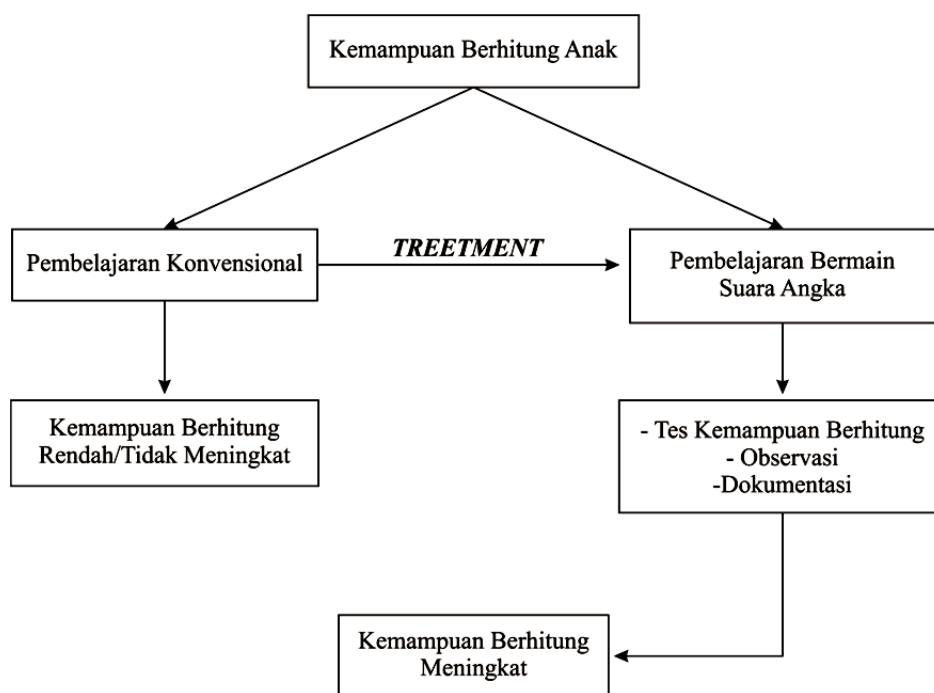 Kemampuan Berhitung Anak
Pembelajaran Konvensional
TREETMENT
Pembelajaran Bermain
Suara Angka
Kemampuan Berhitung
Rendah/Tidak Meningkat
- Tes Kemampuan Berhitung
- Observasi
-Dokumentasi
Kemampuan Berhitung
Meningkat